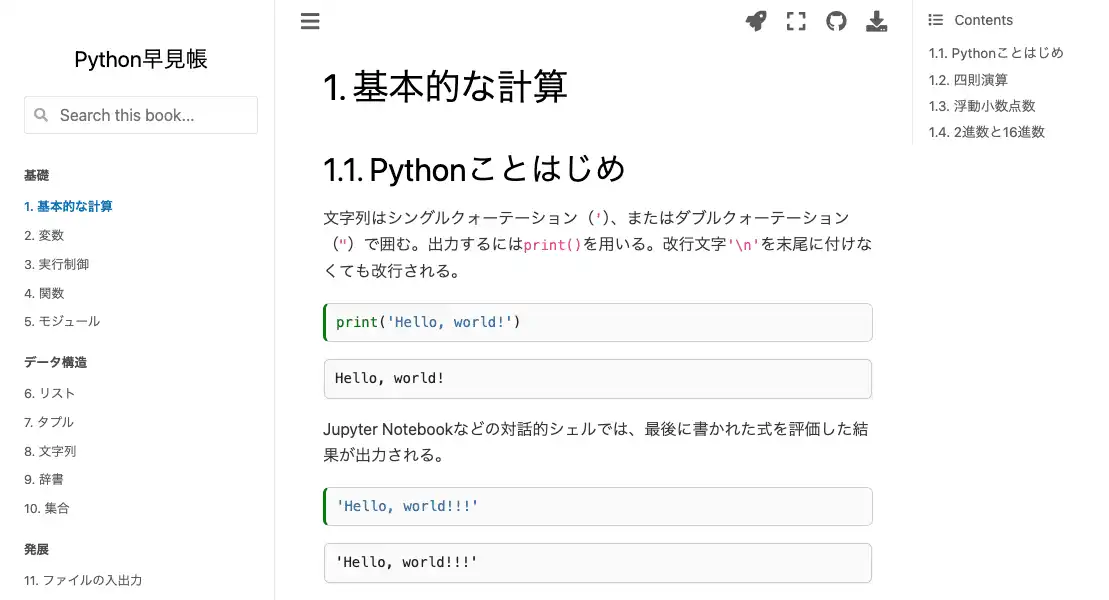 Python早見帳
Search this book...
基礎
1. 基本的な計算
2. 変数
3. 実行制御
4. 関数
5. モジュール
データ構造
6. リスト
7. タプル
8. 文字列
9. 辞書
10. 集合
発展
11. ファイルの入出力
1. 基本的な計算
1.1. Pythonことはじめ
文字列はシングルクォーテーション（'）、またはダブルクォーテーション
（"）で囲む。出力するにはprint()を用いる。改行文字'\n'を末尾に付けな
くても改行される。
print('Hello, world!')
Hello, world!
Jupyter Notebookなどの対話的シェルでは、最後に書かれた式を評価した結
果が出力される。
'Hello, world!!!'
'Hello, world!!!'
Contents
1.1. Pythonことはじめ
1.2. 四則演算
1.3. 浮動小数点数
1.4. 2進数と16進数